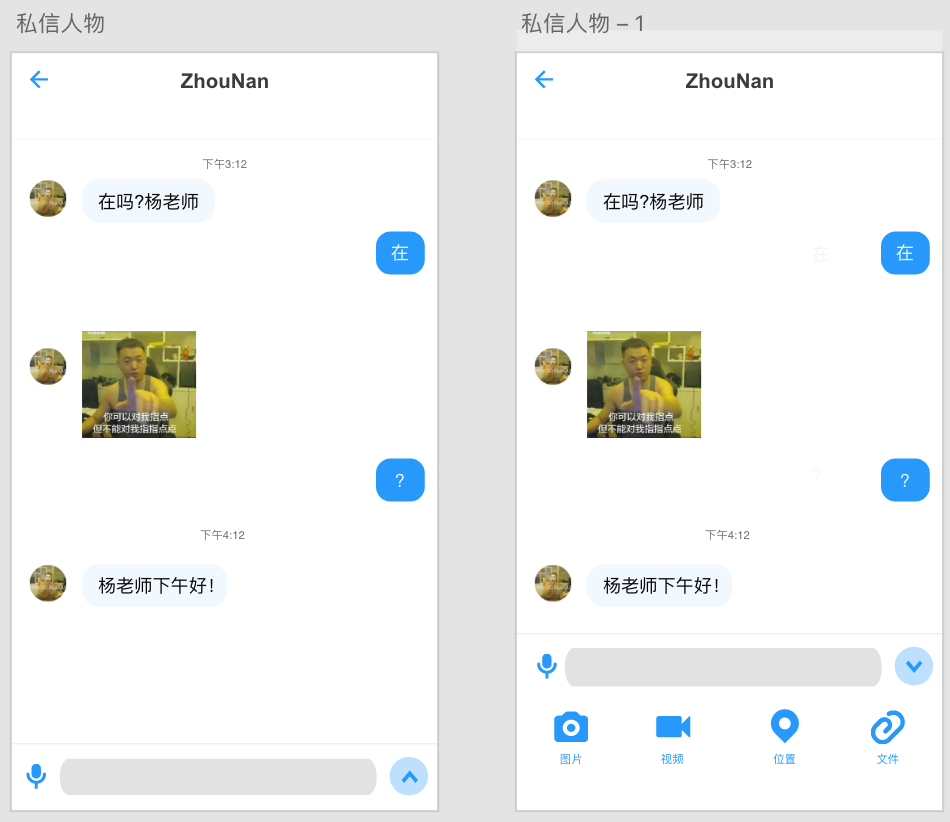 私信人物
ZhouNan
下午3:12
在吗?杨老师
在
你可以对我指点
但不能对我指指点点
?
下午4:12
杨老师下午好!
私信人物 – 1
ZhouNan
下午3:12
在吗?杨老师
在
在
你可以对我指点
但不能对我指指点点
?
?
下午4:12
杨老师下午好!
图片
视频
位置
文件